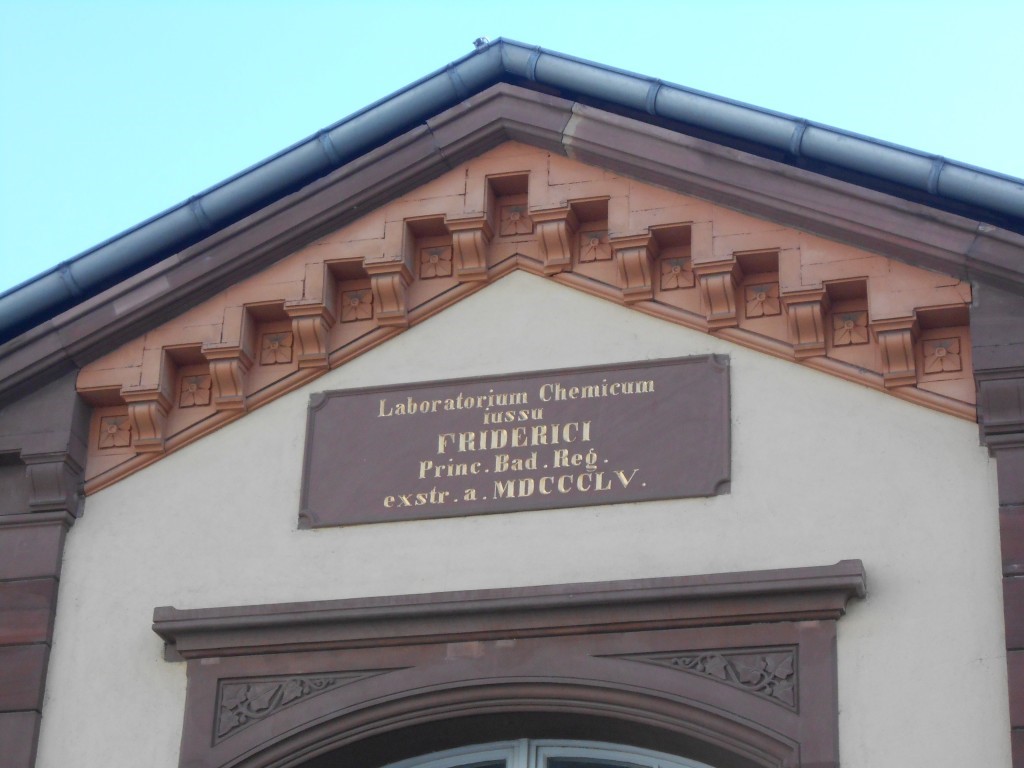 Laboratorium Chemicum
iussu
FRIDERICI
Princ. Bad. Reg.
exstr. a. MDCCCLV.